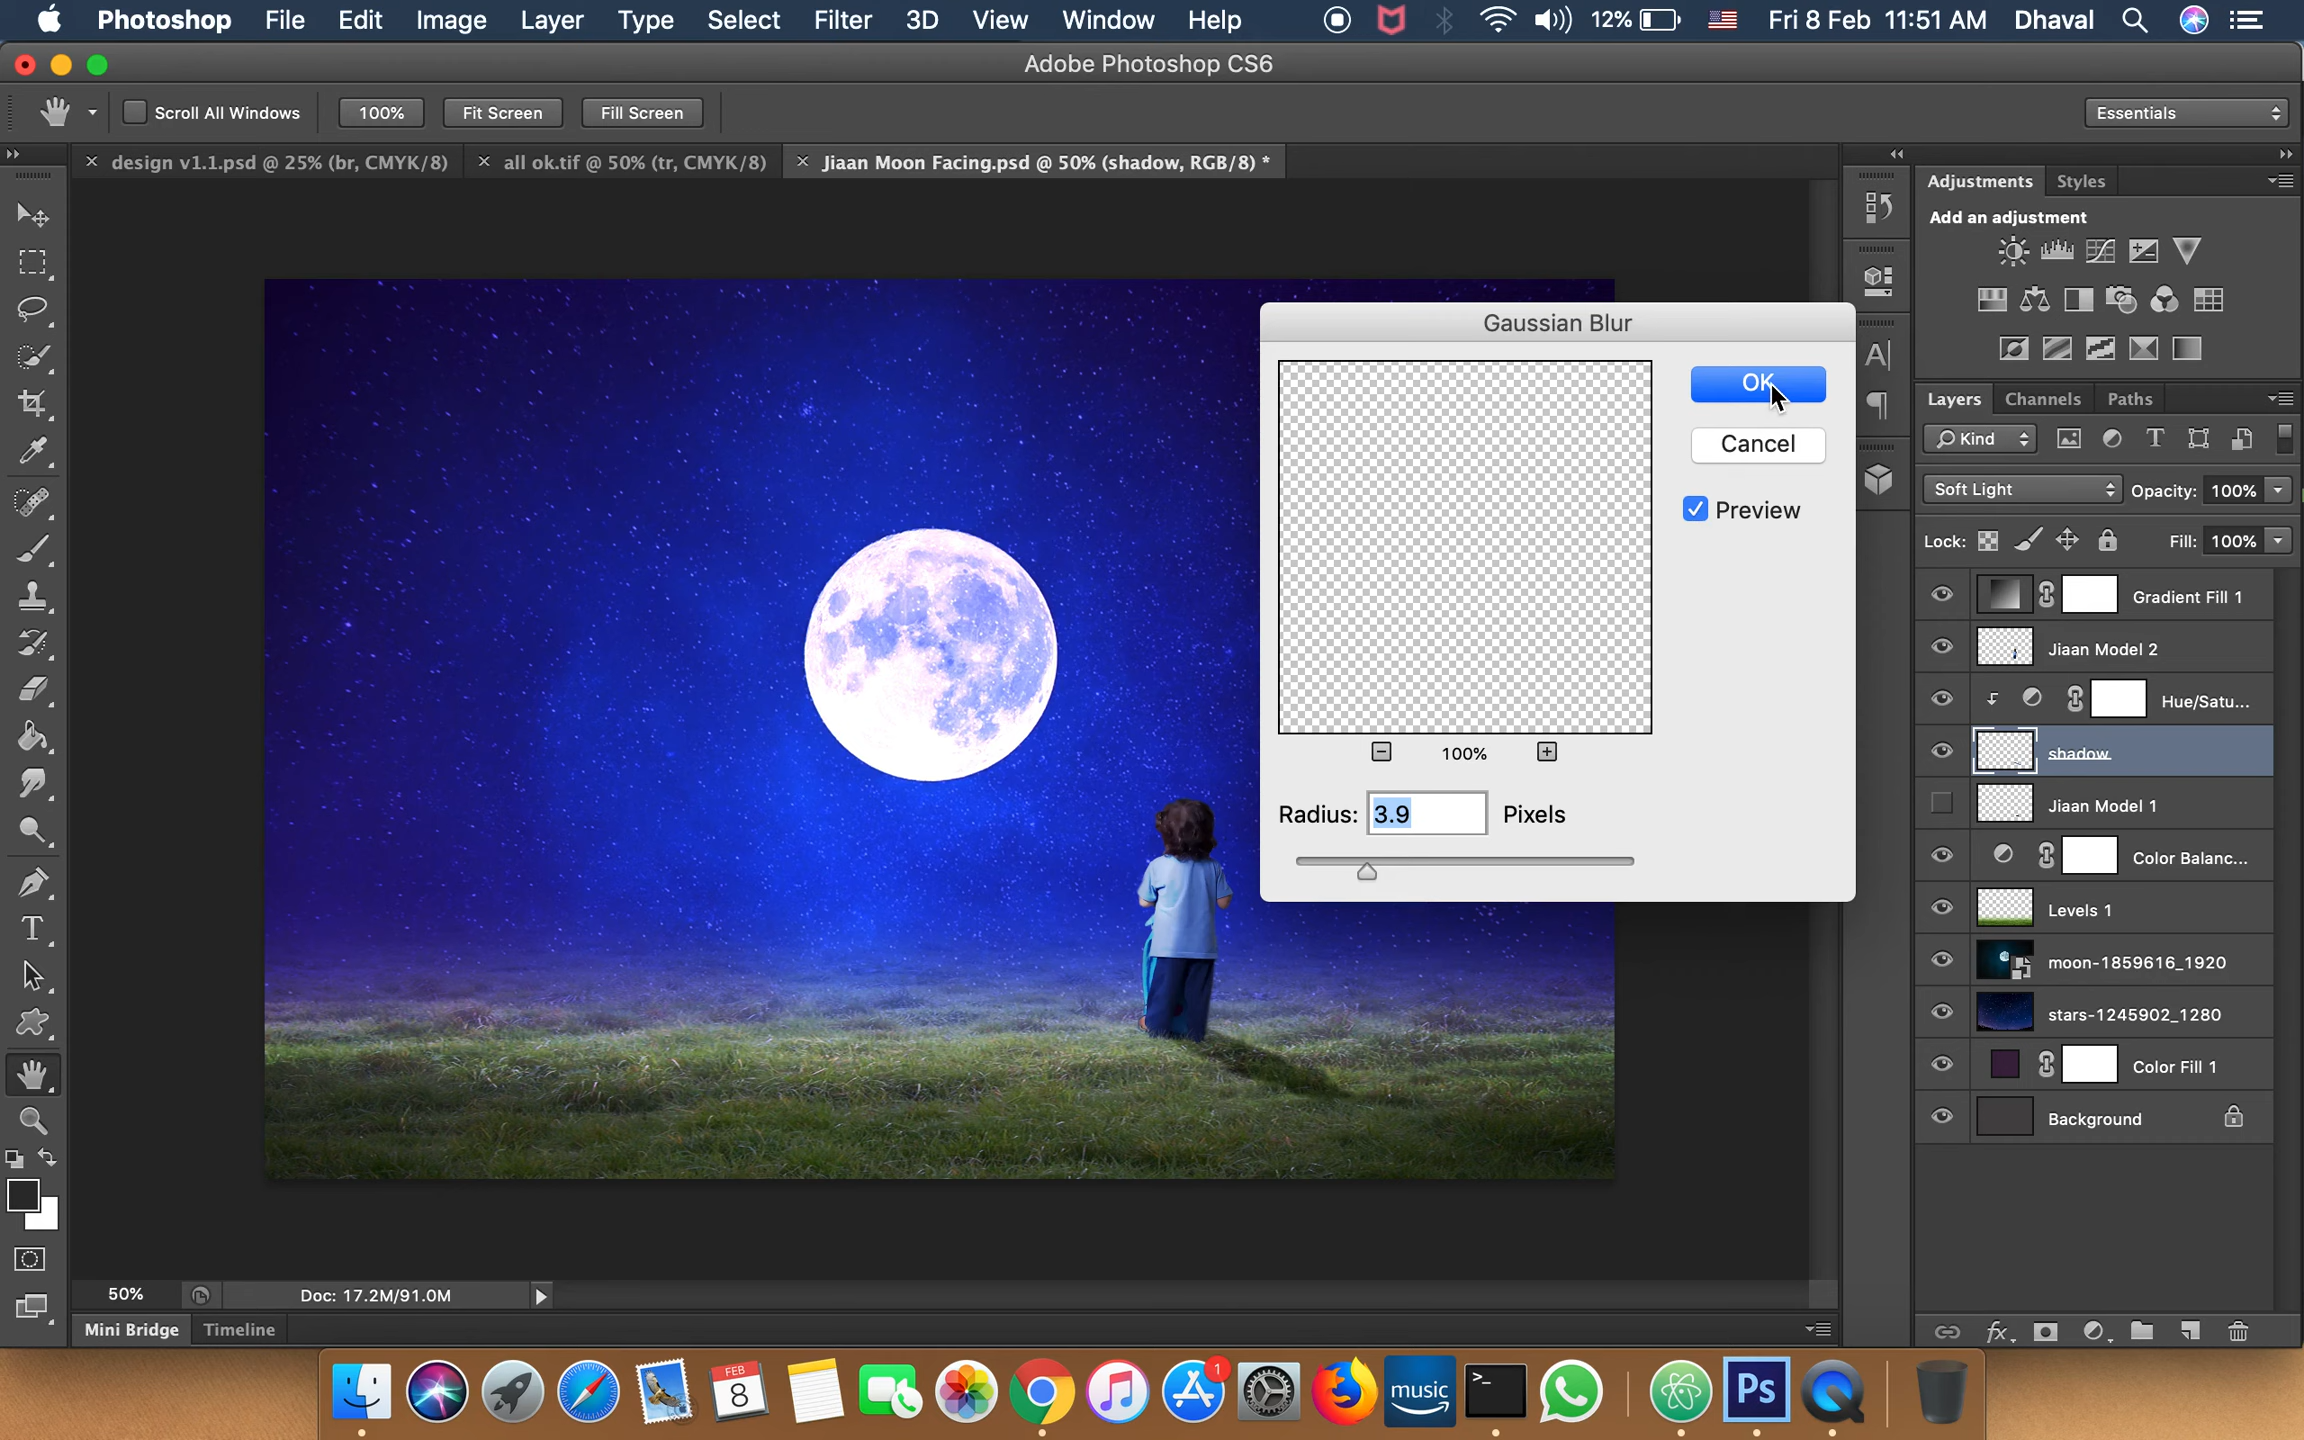 Photoshop File Edit Image Layer Type Select Filter 3D View Window Help 12% Fri 8 Feb 11:51 AM Dhaval
Adobe Photoshop CS6
Scroll All Windows 100% Fit Screen Fill Screen Essentials
design v1.1.psd @ 25% (br, CMYK/8) all ok.tif @ 50% (tr, CMYK/8) Jiaan Moon Facing.psd @ 50% (shadow, RGB/8) *
Adjustments Styles
Add an adjustment
Gaussian Blur
OK
Cancel
Preview
100%
Radius: 3.9 Pixels
Layers Channels Paths
Kind
Soft Light Opacity: 100%
Lock: Fill: 100%
Gradient Fill 1
Jiaan Model 2
Hue/Satu...
shadow
Jiaan Model 1
Color Balanc...
Levels 1
moon-1859616_1920
stars-1245902_1280
Color Fill 1
Background
50% Doc: 17.2M/91.0M
Mini Bridge Timeline
FEB
8
1
music
Ps